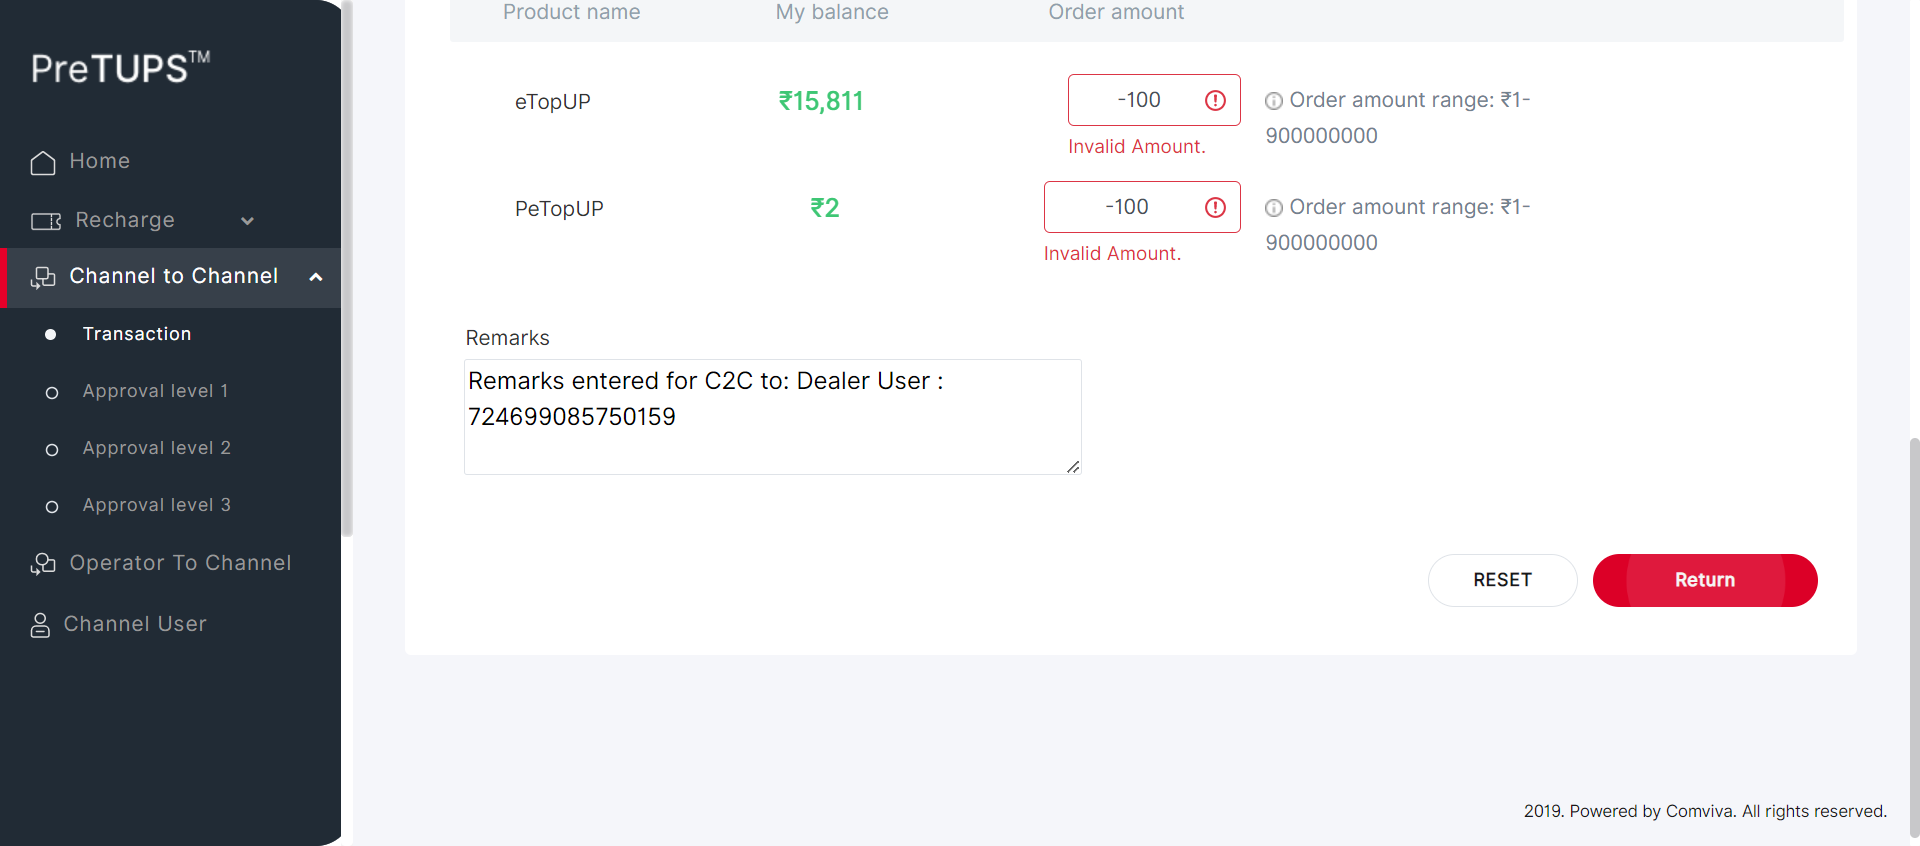 PreTUPS™
Home
Recharge
Channel to Channel
Transaction
Approval level 1
Approval level 2
Approval level 3
Operator To Channel
Channel User
Product name My balance Order amount
eTopUP ₹15,811 -100 Order amount range: ₹1-
900000000
Invalid Amount.
PeTopUP ₹2 -100 Order amount range: ₹1-
900000000
Invalid Amount.
Remarks
Remarks entered for C2C to: Dealer User :
724699085750159
RESET Return
2019. Powered by Comviva. All rights reserved.